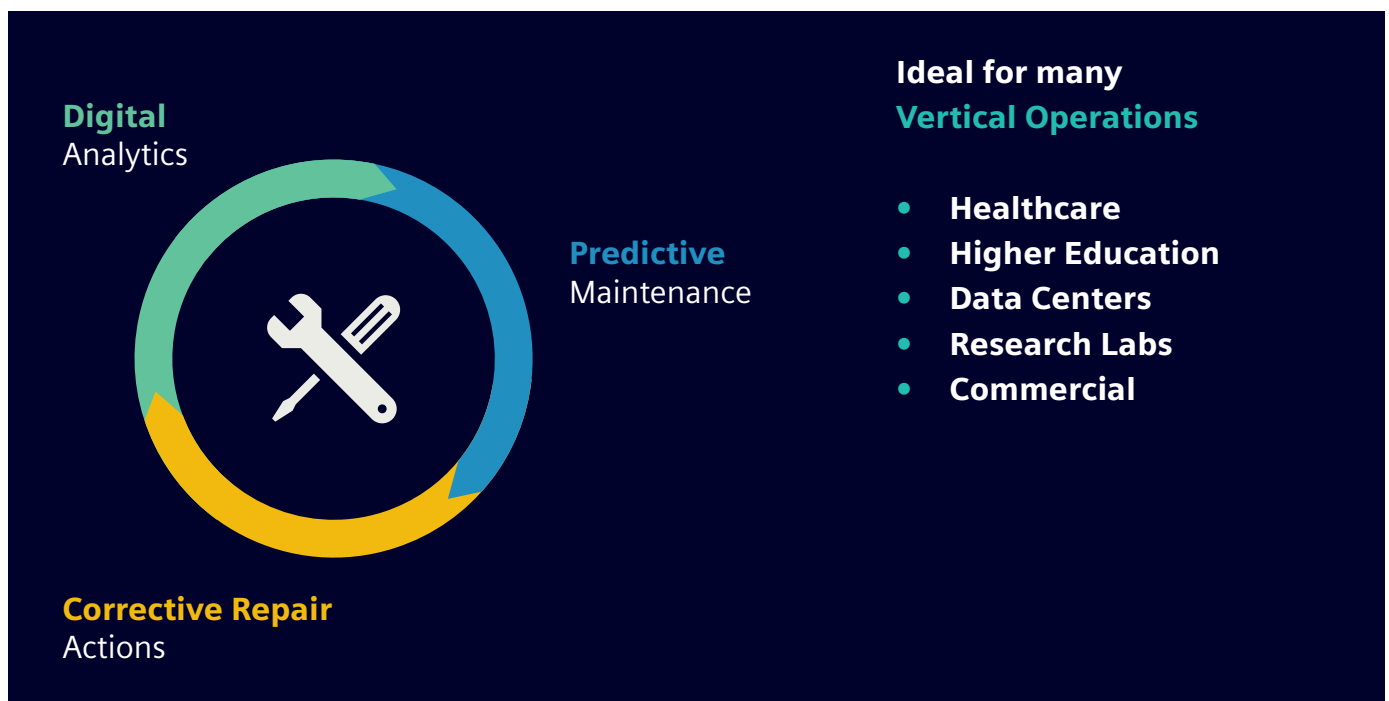 Digital
Analytics
Predictive
Maintenance
Corrective Repair
Actions
Ideal for many
Vertical Operations
• Healthcare
• Higher Education
• Data Centers
• Research Labs
• Commercial